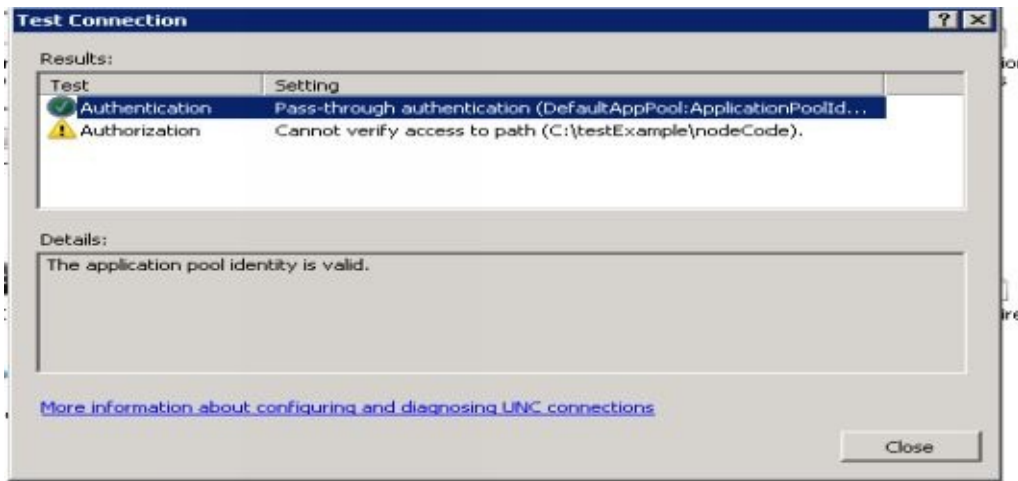 Test Connection
Results:
Test Setting
Authentication Pass-through authentication (DefaultAppPool:ApplicationPoolId...
Authorization Cannot verify access to path (C:\testExample\nodeCode).
Details:
The application pool identity is valid.
More information about configuring and diagnosing UNC connections
Close